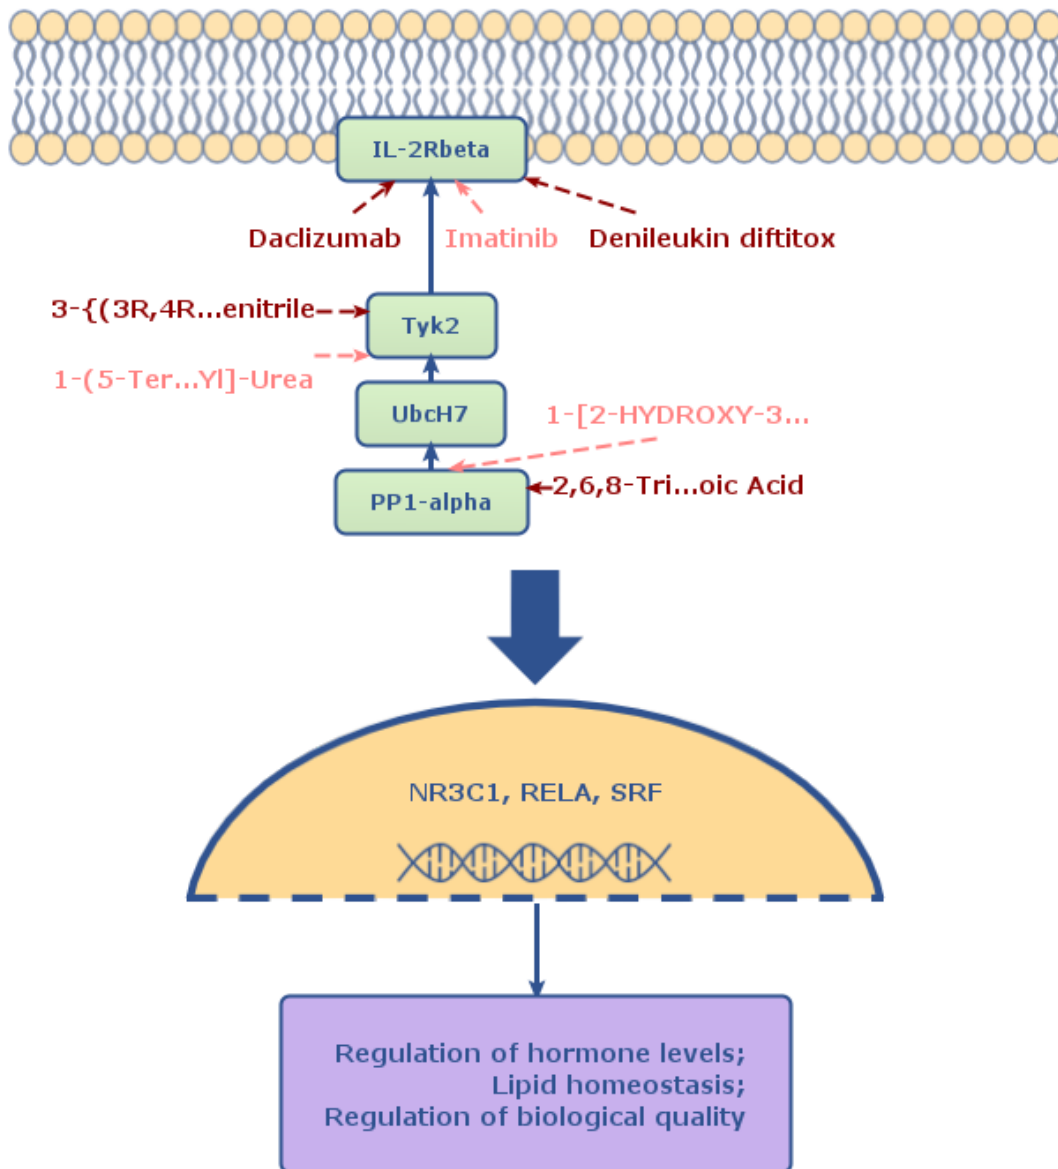 IL-2Rbeta
Daclizumab
Imatinib
Denileukin diftitox
3-{(3R,4R...enitrile
Tyk2
1-(5-Ter...Yl]-Urea
UbcH7
1-[2-HYDROXY-3...
PP1-alpha
2,6,8-Tri...oic Acid
NR3C1, RELA, SRF
Regulation of hormone levels;
Lipid homeostasis;
Regulation of biological quality